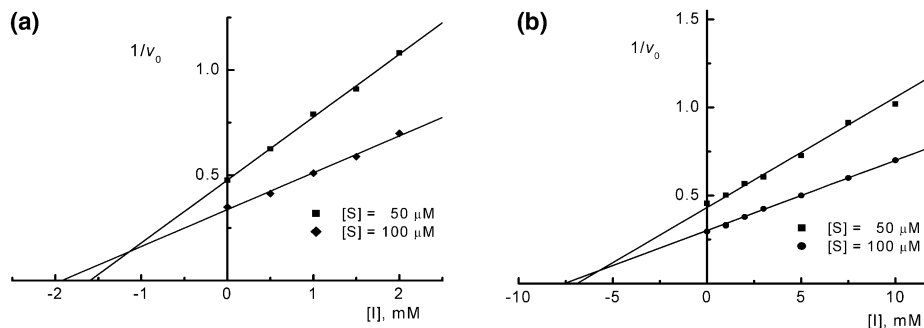 (a)
1/v₀
1.0
0.5
[S] = 50 µM
[S] = 100 µM
-2 -1 0 1 2
[I], mM
(b)
1.5
1/v₀
1.0
0.5
[S] = 50 µM
[S] = 100 µM
-10 -5 0 5 10
[I], mM